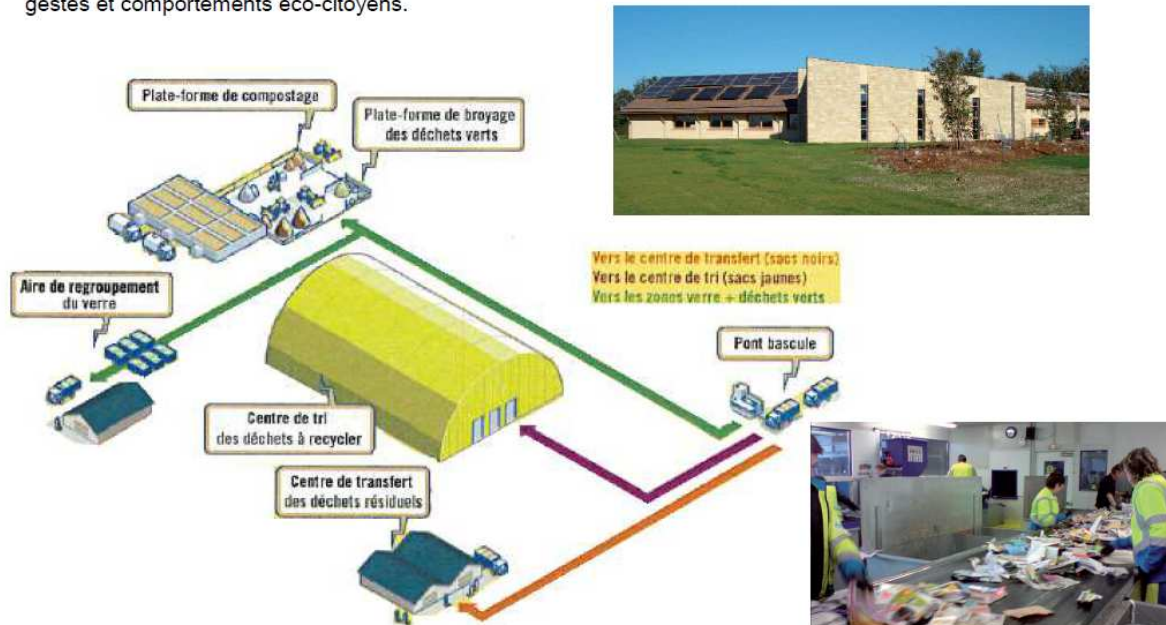 gestes et comportements éco-citoyens.
Plate-forme de compostage
Plate-forme de broyage
des déchets verts
Vers le centre de transfert (sacs noirs)
Vers le centre de tri (sacs jaunes)
Vers les zones verre + déchets verts
Aire de regroupement
du verre
Pont bascule
Centre de tri
des déchets à recycler
Centre de transfert
des déchets résiduels